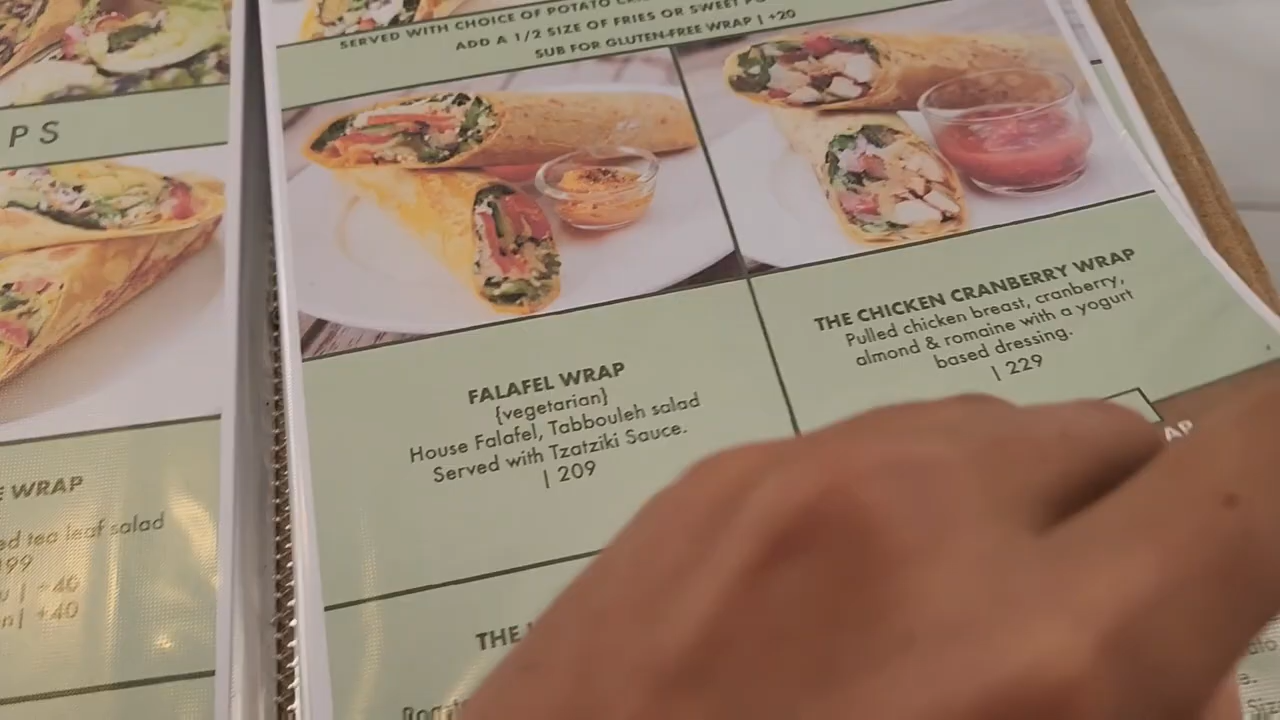 PS
WRAP
tea leaf salad
99
+40
+40
SERVED WITH CHOICE OF POTATO
ADD A 1/2 SIZE OF FRIES OR SWEET
SUB FOR GLUTEN-FREE WRAP | +20
FALAFEL WRAP
{vegetarian}
House Falafel, Tabbouleh salad
Served with Tzatziki Sauce.
| 209
THE CHICKEN CRANBERRY WRAP
Pulled chicken breast, cranberry,
almond & romaine with a yogurt
based dressing.
| 229
THE
AP